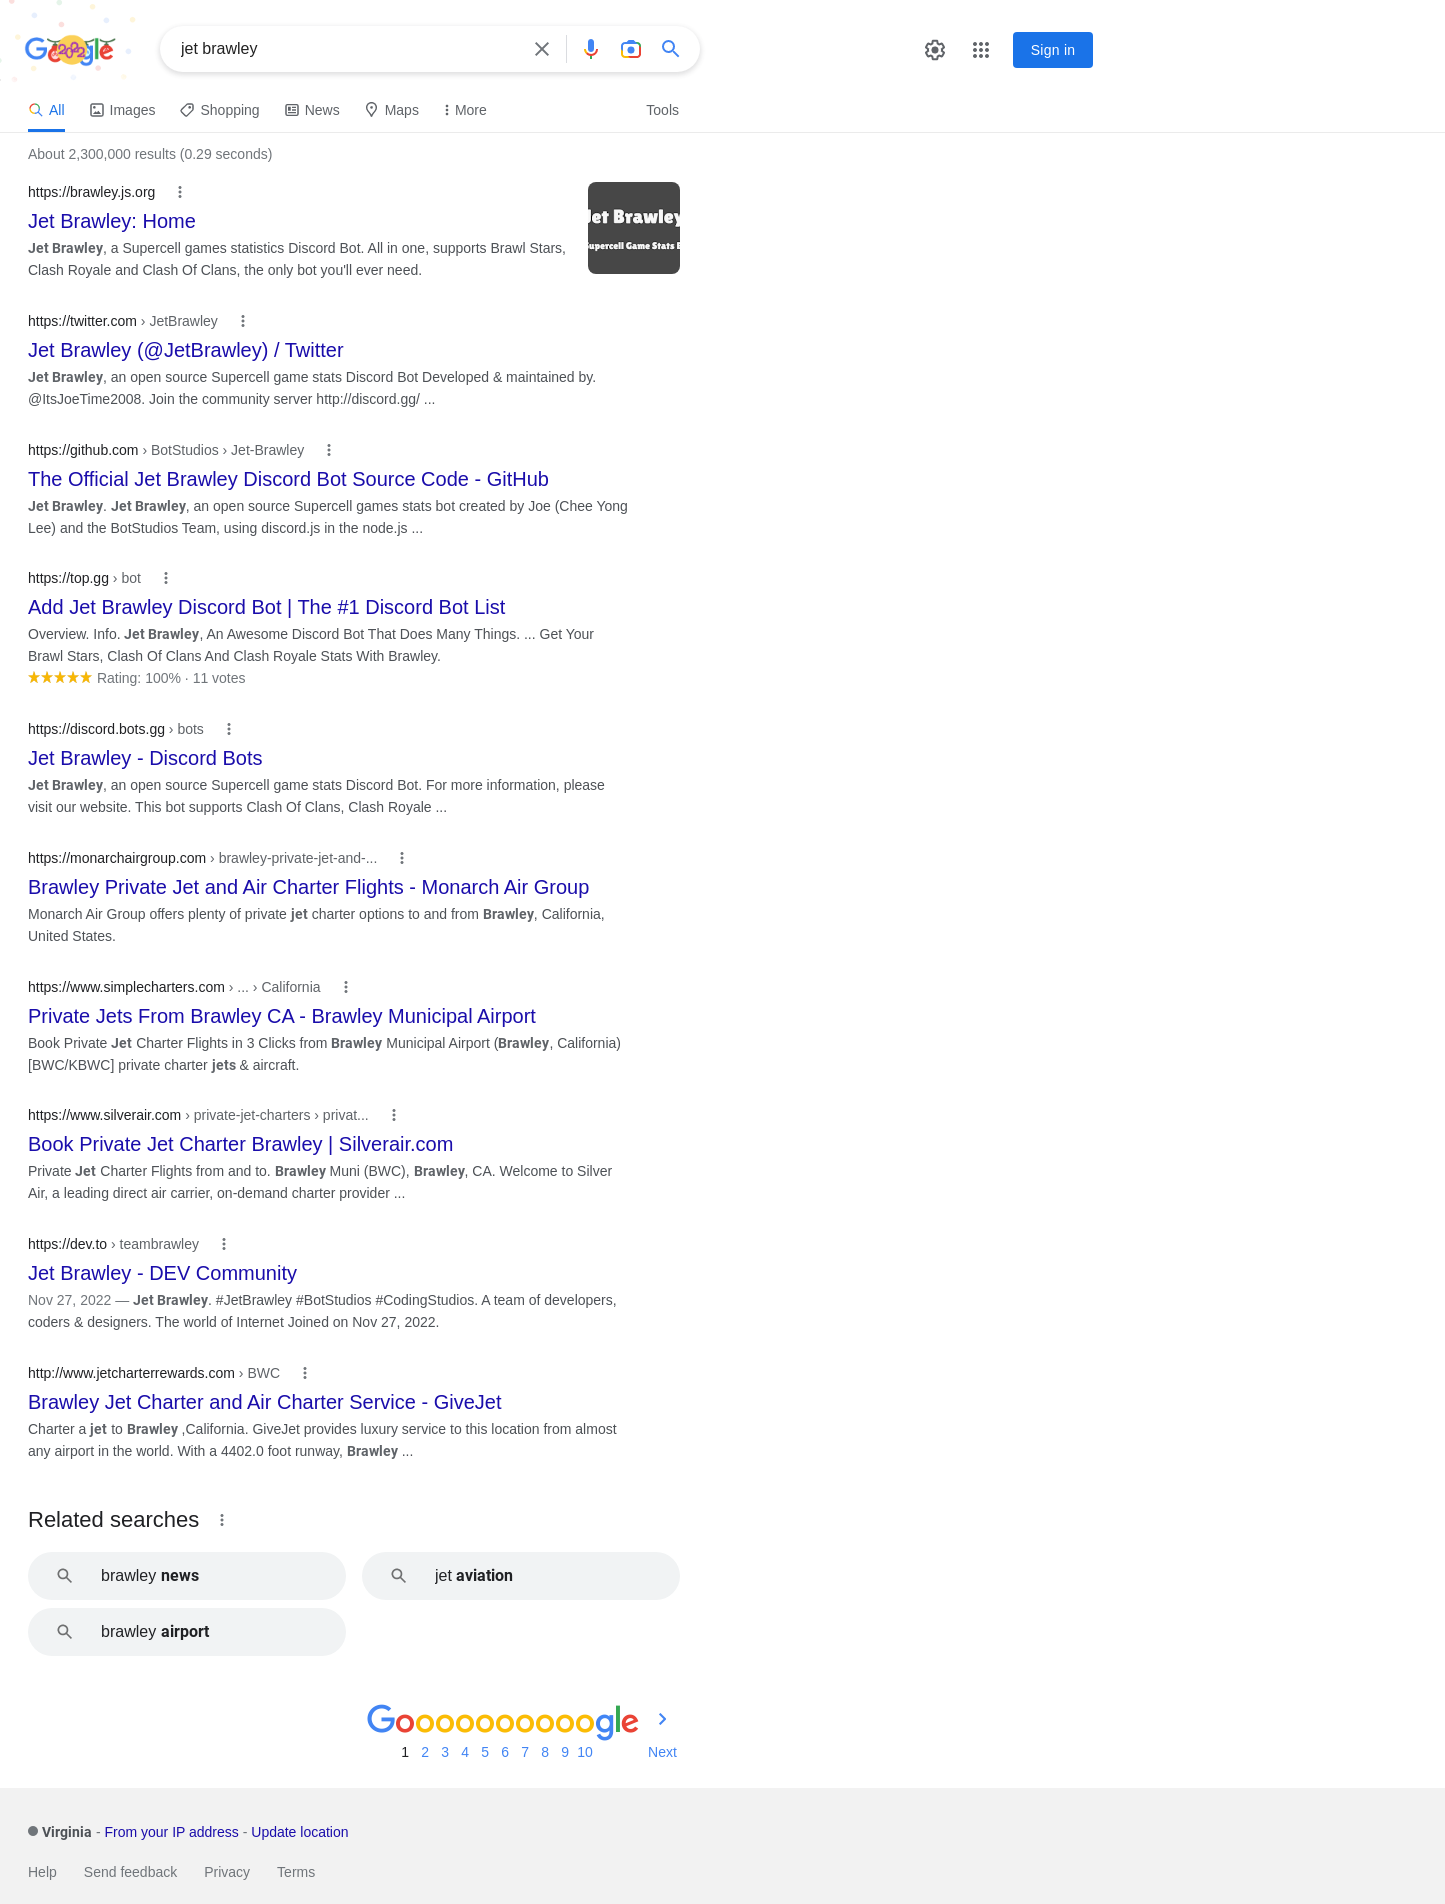 Google
jet brawley
Sign in
All Images Shopping News Maps More Tools
About 2,300,000 results (0.29 seconds)
https://brawley.js.org
Jet Brawley: Home
Jet Brawley, a Supercell games statistics Discord Bot. All in one, supports Brawl Stars,
Clash Royale and Clash Of Clans, the only bot you'll ever need.
Jet Brawley
Supercell Game Stats
https://twitter.com › JetBrawley
Jet Brawley (@JetBrawley) / Twitter
Jet Brawley, an open source Supercell game stats Discord Bot Developed & maintained by.
@ItsJoeTime2008. Join the community server http://discord.gg/ ...
https://github.com › BotStudios › Jet-Brawley
The Official Jet Brawley Discord Bot Source Code - GitHub
Jet Brawley. Jet Brawley, an open source Supercell games stats bot created by Joe (Chee Yong
Lee) and the BotStudios Team, using discord.js in the node.js ...
https://top.gg › bot
Add Jet Brawley Discord Bot | The #1 Discord Bot List
Overview. Info. Jet Brawley, An Awesome Discord Bot That Does Many Things. ... Get Your
Brawl Stars, Clash Of Clans And Clash Royale Stats With Brawley.
Rating: 100% · 11 votes
https://discord.bots.gg › bots
Jet Brawley - Discord Bots
Jet Brawley, an open source Supercell game stats Discord Bot. For more information, please
visit our website. This bot supports Clash Of Clans, Clash Royale ...
https://monarchairgroup.com › brawley-private-jet-and-...
Brawley Private Jet and Air Charter Flights - Monarch Air Group
Monarch Air Group offers plenty of private jet charter options to and from Brawley, California,
United States.
https://www.simplecharters.com › ... › California
Private Jets From Brawley CA - Brawley Municipal Airport
Book Private Jet Charter Flights in 3 Clicks from Brawley Municipal Airport (Brawley, California)
[BWC/KBWC] private charter jets & aircraft.
https://www.silverair.com › private-jet-charters › privat...
Book Private Jet Charter Brawley | Silverair.com
Private Jet Charter Flights from and to. Brawley Muni (BWC), Brawley, CA. Welcome to Silver
Air, a leading direct air carrier, on-demand charter provider ...
https://dev.to › teambrawley
Jet Brawley - DEV Community
Nov 27, 2022 — Jet Brawley. #JetBrawley #BotStudios #CodingStudios. A team of developers,
coders & designers. The world of Internet Joined on Nov 27, 2022.
http://www.jetcharterrewards.com › BWC
Brawley Jet Charter and Air Charter Service - GiveJet
Charter a jet to Brawley ,California. GiveJet provides luxury service to this location from almost
any airport in the world. With a 4402.0 foot runway, Brawley ...
Related searches
brawley news
jet aviation
brawley airport
Goooooooooogle
1 2 3 4 5 6 7 8 9 10 Next
Virginia - From your IP address - Update location
Help Send feedback Privacy Terms